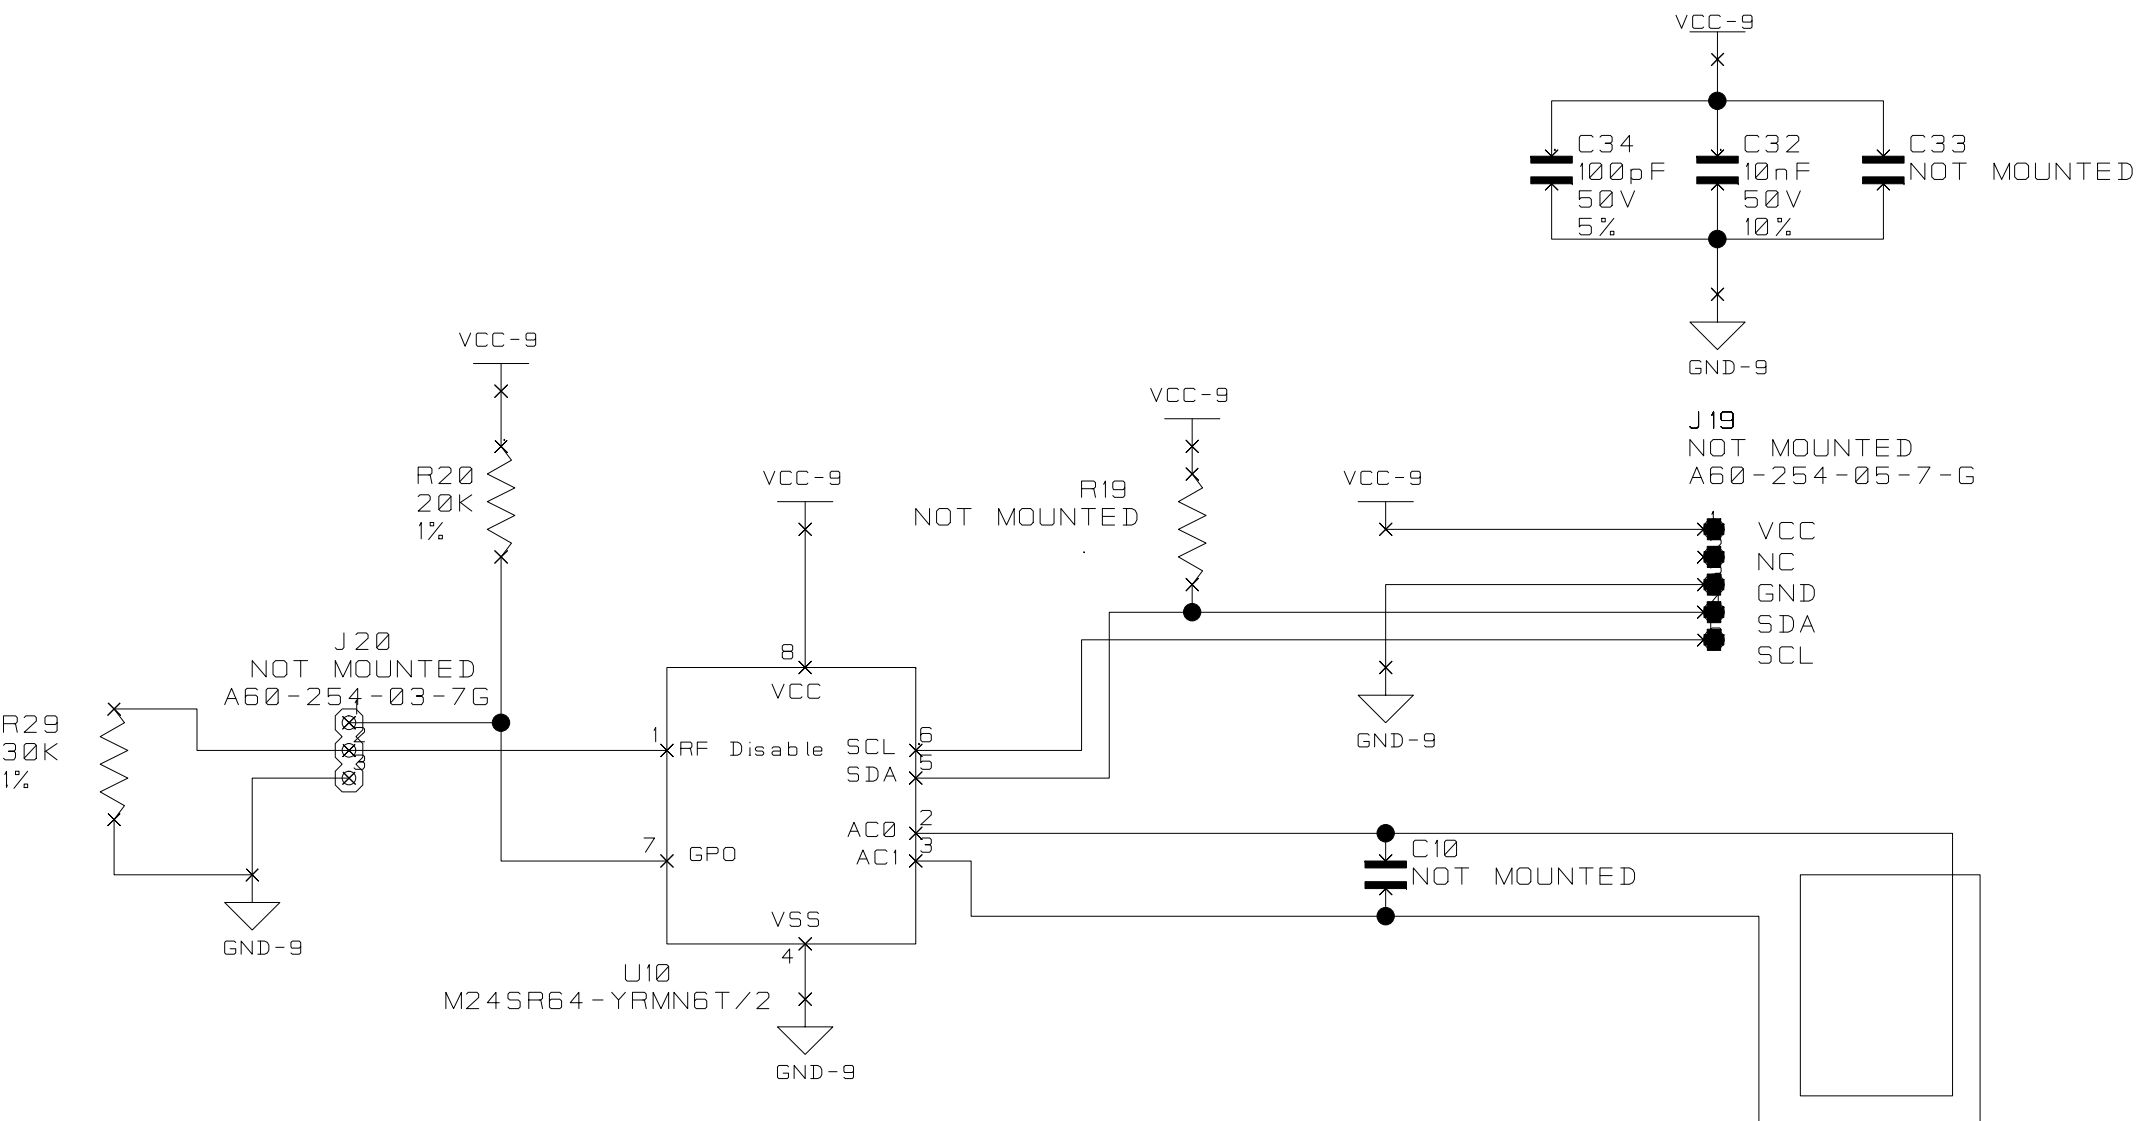 VCC-9
C34
100pF
50V
5%
C32
10nF
50V
10%
C33
NOT MOUNTED
GND-9
VCC-9
R20
20K
1%
VCC-9
VCC-9
R19
NOT MOUNTED
VCC-9
J19
NOT MOUNTED
A60-254-05-7-G
1
VCC
NC
GND
SDA
SCL
GND-9
J20
NOT MOUNTED
A60-254-03-7G
1
2
3
R29
30K
1%
GND-9
8
VCC
1
RF Disable
SCL
6
SDA
5
7
GPO
AC0
2
AC1
3
VSS
4
U10
M24SR64-YRMN6T/2
GND-9
C10
NOT MOUNTED